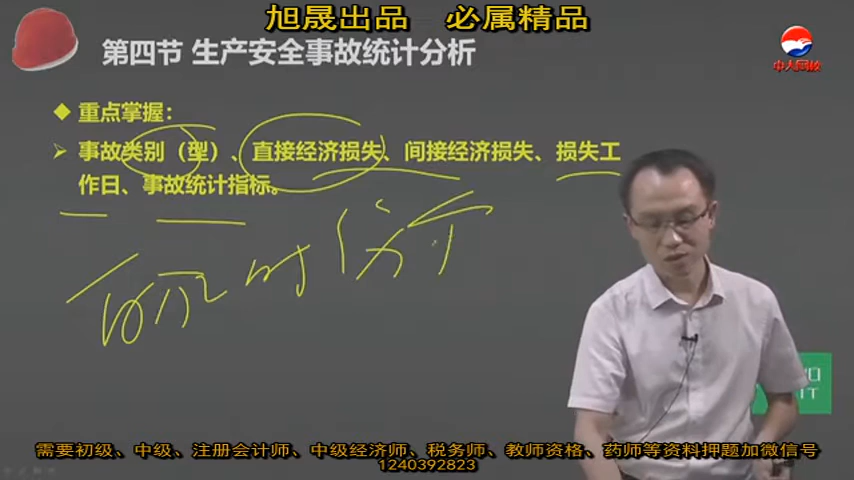 旭晟出品 必属精品
第四节 生产安全事故统计分析
中大网校
重点掌握：
事故类别（型）、直接经济损失、间接经济损失、损失工
作日、事故统计指标。
需要初级、中级、注册会计师、中级经济师、税务师、教师资格、药师等资料押题加微信号
1240392823